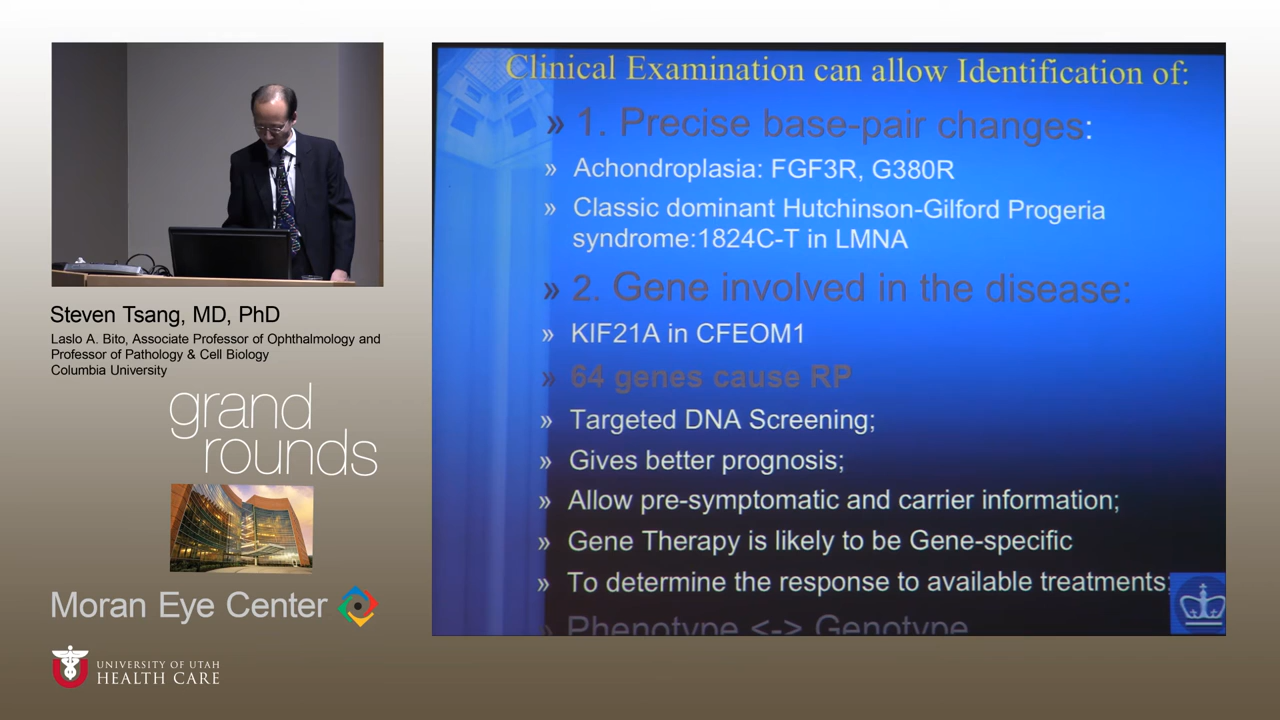 Steven Tsang, MD, PhD
Laslo A. Bito, Associate Professor of Ophthalmology and
Professor of Pathology & Cell Biology
Columbia University
grand
rounds
Moran Eye Center
UNIVERSITY OF UTAH
HEALTH CARE
Clinical Examination can allow Identification of:
» 1. Precise base-pair changes:
» Achondroplasia: FGF3R, G380R
» Classic dominant Hutchinson-Gilford Progeria
syndrome:1824C-T in LMNA
» 2. Gene involved in the disease:
» KIF21A in CFEOM1
» 64 genes cause RP
» Targeted DNA Screening;
» Gives better prognosis;
» Allow pre-symptomatic and carrier information;
» Gene Therapy is likely to be Gene-specific
» To determine the response to available treatments;
» Phenotype <-> Genotype